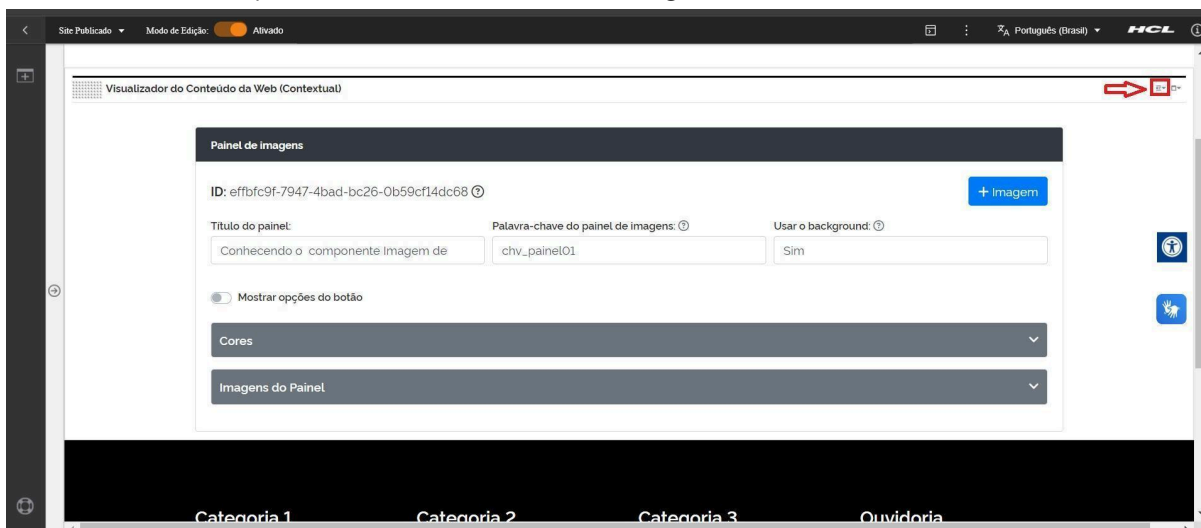 Site Publicado Modo de Edição: Ativado Português (Brasil) HCL
Visualizador do Conteúdo da Web (Contextual)
Painel de imagens
ID: effbfc9f-7947-4bad-bc26-0b59cf14dc68 + Imagem
Título do painel: Palavra-chave do painel de imagens: Usar o background:
Conhecendo o componente Imagem de chv_painel01 Sim
Mostrar opções do botão
Cores
Imagens do Painel
Categoria 1 Categoria 2 Categoria 3 Ouvidoria